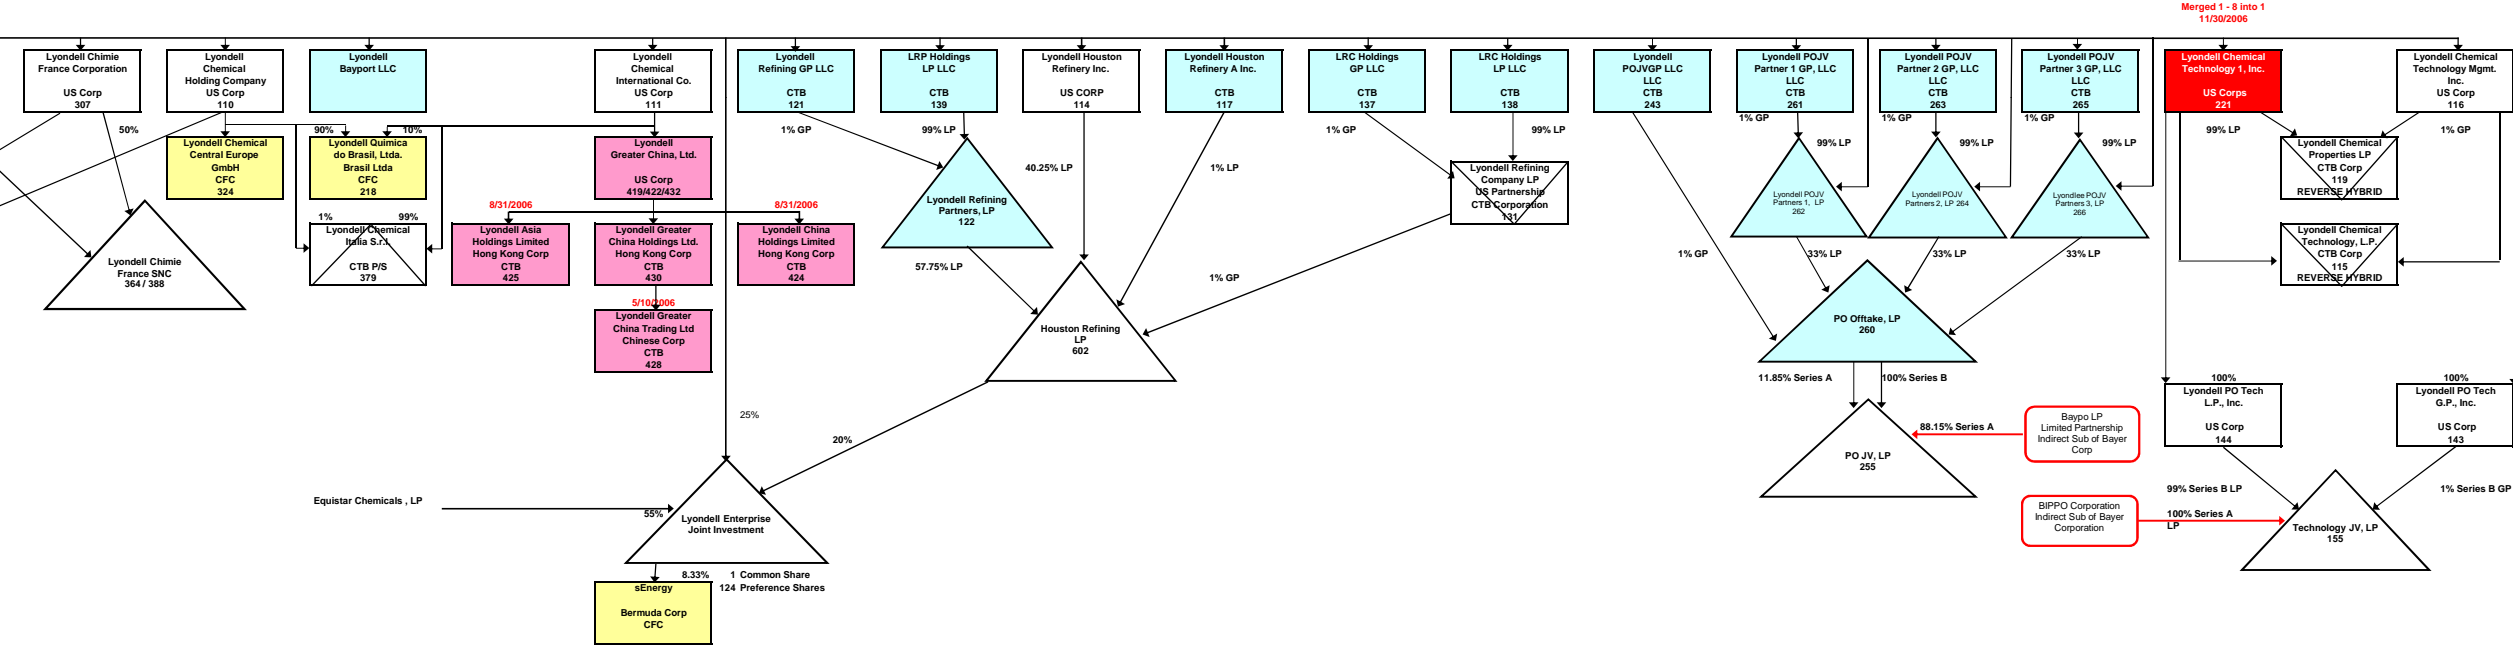 Merged 1 - 8 into 1
11/30/2006
Lyondell Chimie
France Corporation
US Corp
307
Lyondell
Chemical
Holding Company
US Corp
110
Lyondell
Bayport LLC
Lyondell
Chemical
International Co.
US Corp
111
Lyondell
Refining GP LLC
CTB
121
LRP Holdings
LP LLC
CTB
139
Lyondell Houston
Refinery Inc.
US CORP
114
Lyondell Houston
Refinery A Inc.
CTB
117
LRC Holdings
GP LLC
CTB
137
LRC Holdings
LP LLC
CTB
138
Lyondell
POJVGP LLC
LLC
CTB
243
Lyondell POJV
Partner 1 GP, LLC
LLC
CTB
261
Lyondell POJV
Partner 2 GP, LLC
LLC
CTB
263
Lyondell POJV
Partner 3 GP, LLC
LLC
CTB
265
Lyondell Chemical
Technology 1, Inc.
US Corps
221
Lyondell Chemical
Technology Mgmt.
Inc.
US Corp
116
50%
90%
10%
1% GP
99% LP
40.25% LP
1% LP
1% GP
99% LP
1% GP
99% LP
1% GP
99% LP
1% GP
99% LP
99% LP
1% GP
Lyondell Chemical
Central Europe
GmbH
CFC
324
Lyondell Quimica
do Brasil, Ltda.
Brasil Ltda
CFC
218
Lyondell
Greater China, Ltd.
US Corp
419/422/432
Lyondell Refining
Partners, LP
122
Lyondell Refining
Company LP
US Partnership
CTB Corporation
131
Lyondell POJV
Partners 1, LP
262
Lyondell POJV
Partners 2, LP 264
Lyondlee POJV
Partners 3, LP
266
Lyondell Chemical
Properties LP
CTB Corp
119
REVERSE HYBRID
1%
99%
8/31/2006
8/31/2006
Lyondell Chimie
France SNC
364 / 388
Lyondell Chemical
Italia S.r.l.
CTB P/S
379
Lyondell Asia
Holdings Limited
Hong Kong Corp
CTB
425
Lyondell Greater
China Holdings Ltd.
Hong Kong Corp
CTB
430
Lyondell China
Holdings Limited
Hong Kong Corp
CTB
424
57.75% LP
1% GP
1% GP
33% LP
33% LP
33% LP
Lyondell Chemical
Technology, L.P.
CTB Corp
115
REVERSE HYBRID
5/10/2006
Lyondell Greater
China Trading Ltd
Chinese Corp
CTB
428
Houston Refining
LP
602
PO Offtake, LP
260
11.85% Series A
100% Series B
100%
100%
Lyondell PO Tech
L.P., Inc.
US Corp
144
Lyondell PO Tech
G.P., Inc.
US Corp
143
25%
20%
88.15% Series A
Baypo LP
Limited Partnership
Indirect Sub of Bayer
Corp
PO JV, LP
255
Equistar Chemicals , LP
55%
Lyondell Enterprise
Joint Investment
99% Series B LP
1% Series B GP
BIPPO Corporation
Indirect Sub of Bayer
Corporation
100% Series A
LP
Technology JV, LP
155
8.33%
1 Common Share
124 Preference Shares
sEnergy
Bermuda Corp
CFC